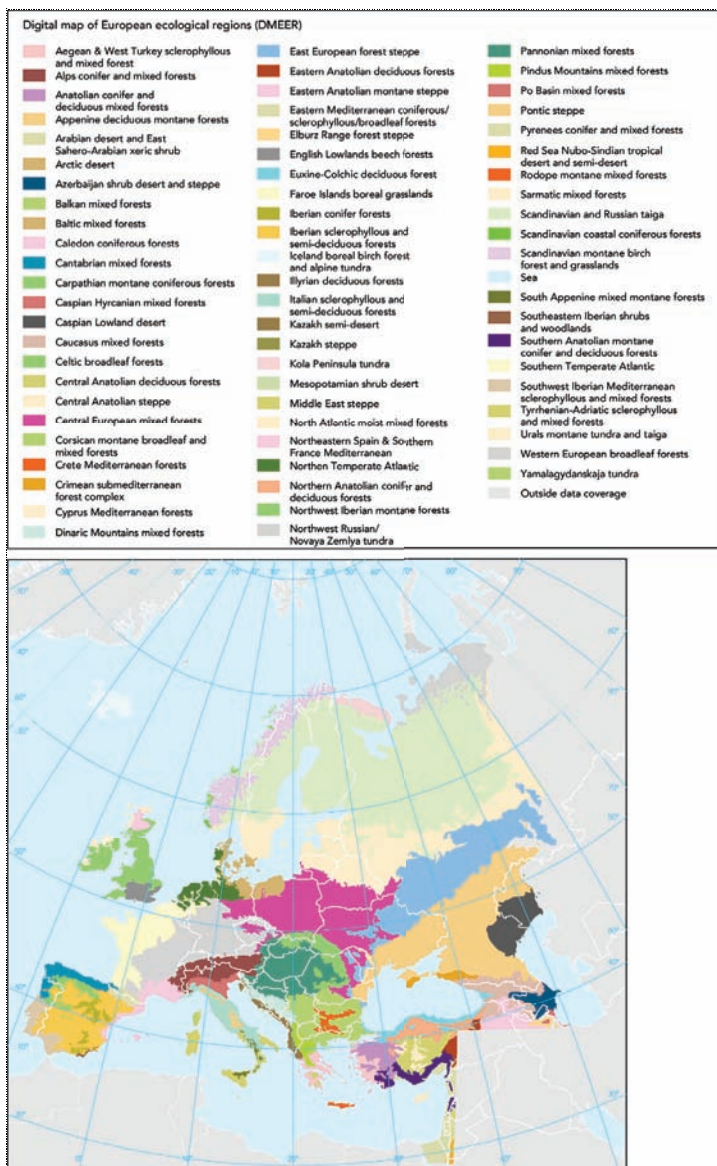 Digital map of European ecological regions (DMEER)
Aegean & West Turkey sclerophyllous
and mixed forest
Alps conifer and mixed forests
Anatolian conifer and
deciduous mixed forests
Appenine deciduous montane forests
Arabian desert and East
Sahero-Arabian xeric shrub
Arctic desert
Azerbaijan shrub desert and steppe
Balkan mixed forests
Baltic mixed forests
Caledon coniferous forests
Cantabrian mixed forests
Carpathian montane coniferous forests
Caspian Hyrcanian mixed forests
Caspian Lowland desert
Caucasus mixed forests
Celtic broadleaf forests
Central Anatolian deciduous forests
Central Anatolian steppe
Central European mixed forests
Corsican montane broadleaf and
mixed forests
Crete Mediterranean forests
Crimean submediterranean
forest complex
Cyprus Mediterranean forests
Dinaric Mountains mixed forests
East European forest steppe
Eastern Anatolian deciduous forests
Eastern Anatolian montane steppe
Eastern Mediterranean coniferous/
sclerophyllous/broadleaf forests
Elburz Range forest steppe
English Lowlands beech forests
Euxine-Colchic deciduous forest
Faroe Islands boreal grasslands
Iberian conifer forests
Iberian sclerophyllous and
semi-deciduous forests
Iceland boreal birch forest
and alpine tundra
Illyrian deciduous forests
Italian sclerophyllous and
semi-deciduous forests
Kazakh semi-desert
Kazakh steppe
Kola Peninsula tundra
Mesopotamian shrub desert
Middle East steppe
North Atlantic moist mixed forests
Northeastern Spain & Southern
France Mediterranean
Northen Temperate Atlantic
Northern Anatolian conifer and
deciduous forests
Northwest Iberian montane forests
Northwest Russian/
Novaya Zemlya tundra
Pannonian mixed forests
Pindus Mountains mixed forests
Po Basin mixed forests
Pontic steppe
Pyrenees conifer and mixed forests
Red Sea Nubo-Sindian tropical
desert and semi-desert
Rodope montane mixed forests
Sarmatic mixed forests
Scandinavian and Russian taiga
Scandinavian coastal coniferous forests
Scandinavian montane birch
forest and grasslands
Sea
South Appenine mixed montane forests
Southeastern Iberian shrubs
and woodlands
Southern Anatolian montane
conifer and deciduous forests
Southern Temperate Atlantic
Southwest Iberian Mediterranean
sclerophyllous and mixed forests
Tyrrhenian-Adriatic sclerophyllous
and mixed forests
Urals montane tundra and taiga
Western European broadleaf forests
Yamalagydanskaja tundra
Outside data coverage